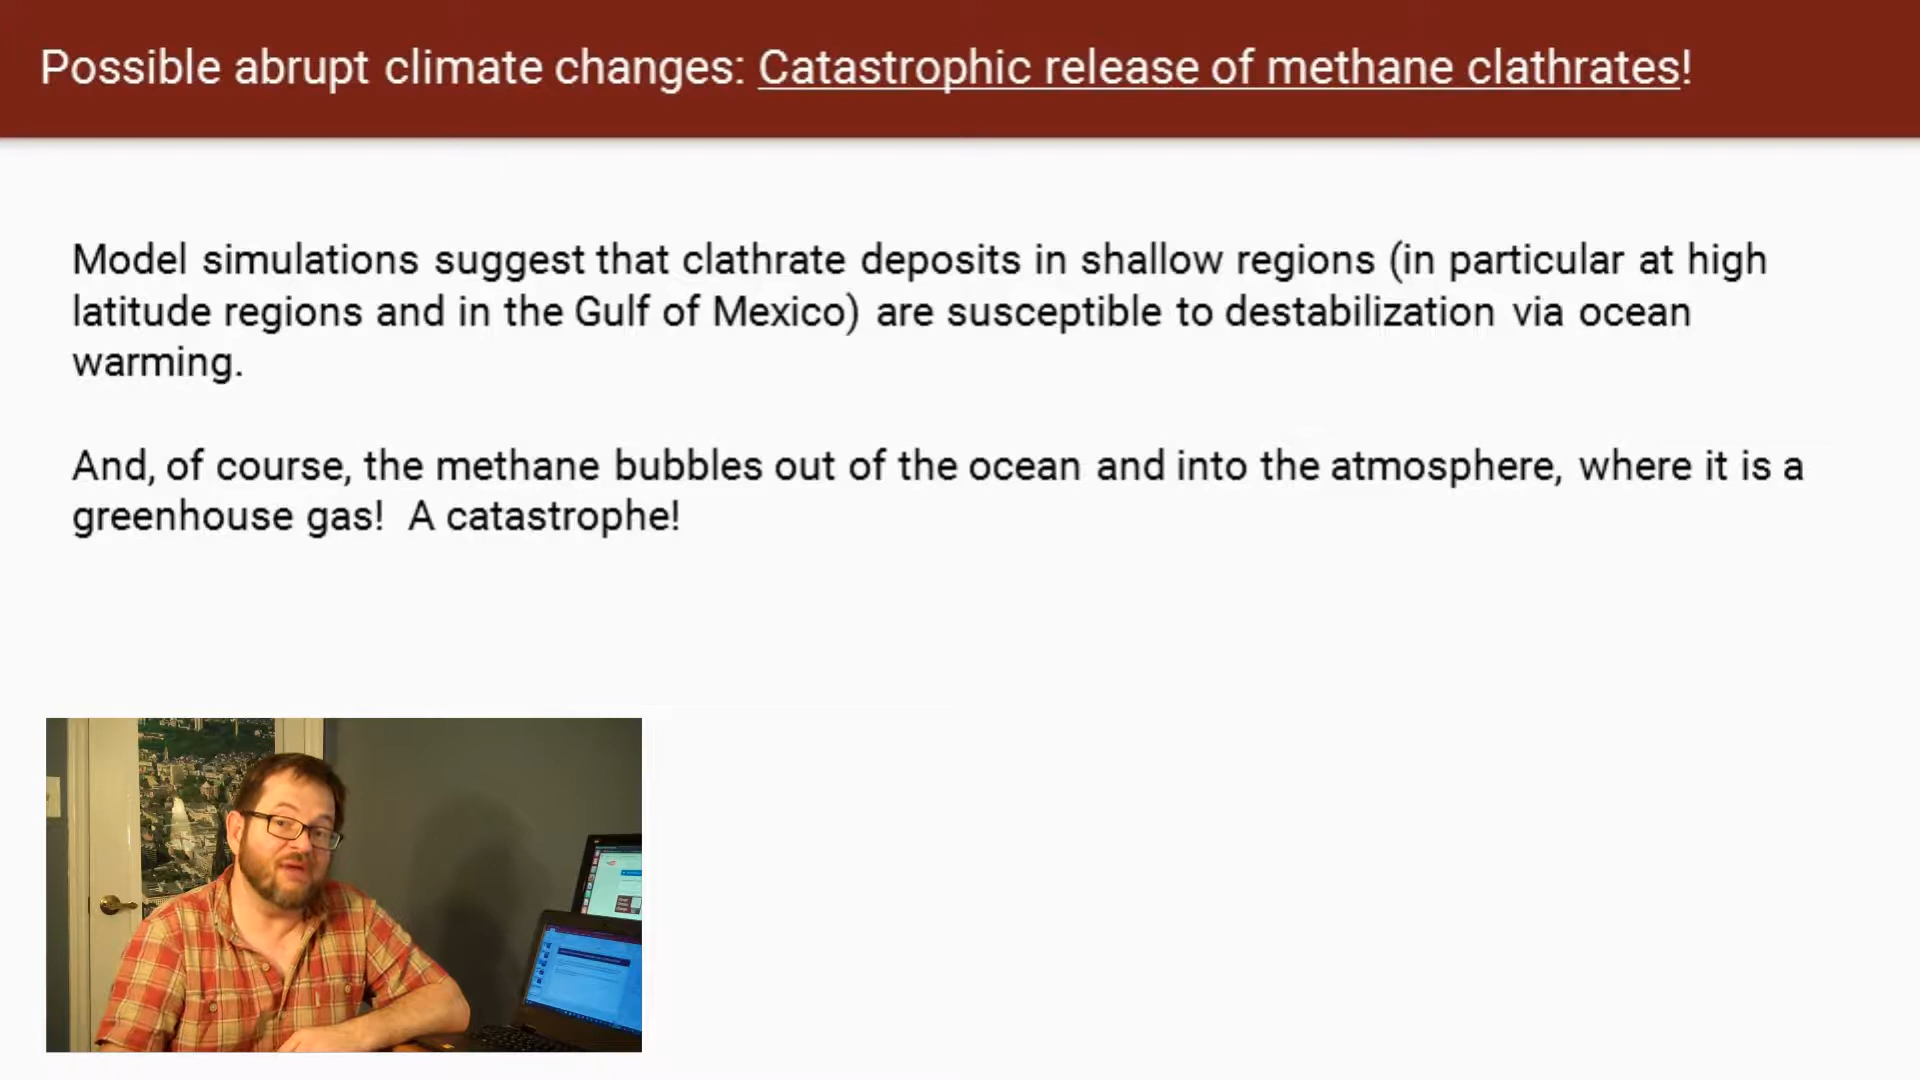 Possible abrupt climate changes: Catastrophic release of methane clathrates!
Model simulations suggest that clathrate deposits in shallow regions (in particular at high
latitude regions and in the Gulf of Mexico) are susceptible to destabilization via ocean
warming.
And, of course, the methane bubbles out of the ocean and into the atmosphere, where it is a
greenhouse gas! A catastrophe!